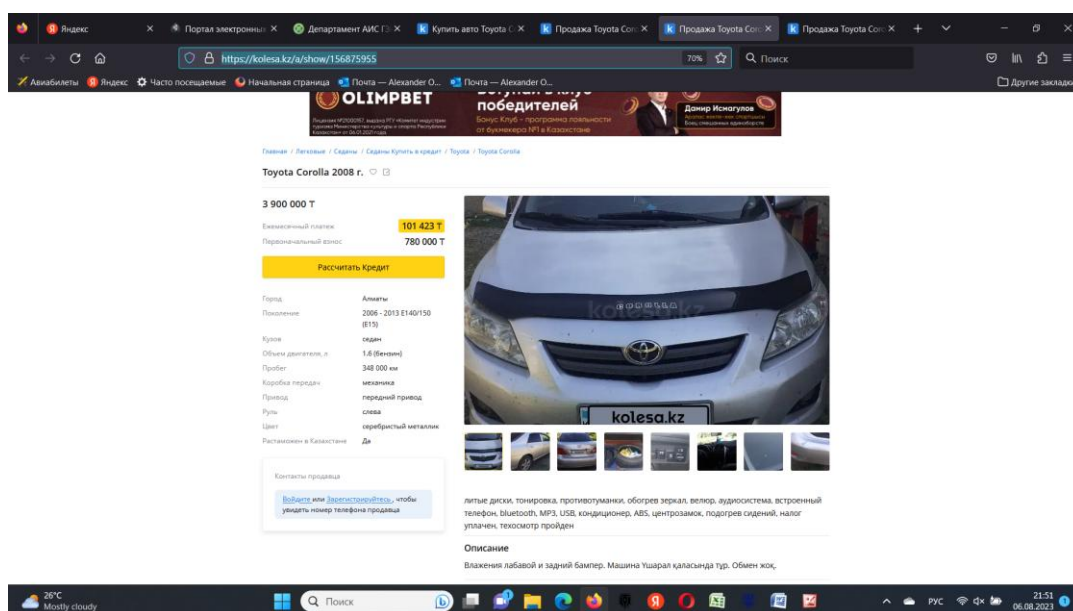 Яндекс
Портал электронных
Департамент АИС ГЗ
Купить авто Toyota C
Продажа Toyota Coro
Продажа Toyota Coro
Продажа Toyota Coro
https://kolesa.kz/a/show/156875955
70%
Поиск
Авиабилеты
Яндекс
Часто посещаемые
Начальная страница
Почта — Alexander O...
Почта — Alexander O...
Другие закладки
OLIMPBET
победителей
Бонус Клуб – программа лояльности
от букмекера №1 в Казахстане
Дамир Исмагулов
Главная / Легковые / Седаны / Седаны Купить в кредит / Toyota / Toyota Corolla
Toyota Corolla 2008 г.
3 900 000 ₸
Ежемесячный платеж 101 423 ₸
Первоначальный взнос 780 000 ₸
Рассчитать Кредит
Город Алматы
Поколение 2006 - 2013 E140/150
(E15)
Кузов седан
Объем двигателя, л 1.6 (бензин)
Пробег 348 000 км
Коробка передач механика
Привод передний привод
Руль слева
Цвет серебристый металлик
Растаможен в Казахстане Да
COROLLA
kolesa.kz
kolesa.kz
Контакты продавца
Войдите или Зарегистрируйтесь, чтобы
увидеть номер телефона продавца
литые диски, тонировка, противотуманки, обогрев зеркал, велюр, аудиосистема, встроенный
телефон, bluetooth, MP3, USB, кондиционер, ABS, центрозамок, подогрев сидений, налог
уплачен, техосмотр пройден
Описание
Влажения лабавой и задний бампер. Машина Үшарал қаласында тұр. Обмен жоқ.
26°C
Mostly cloudy
Поиск
РУС
21:51
06.08.2023